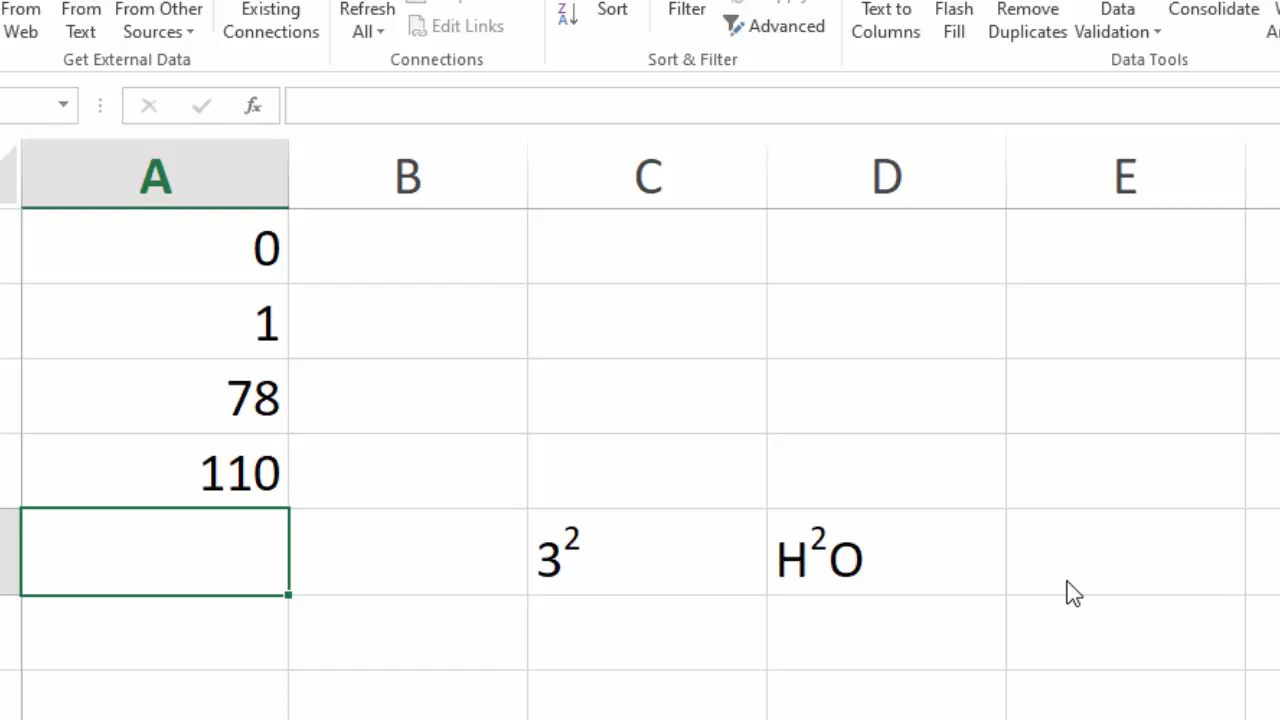 From From From Other Existing Refresh Sort Filter Text to Flash Remove Data Consolidate
Web Text Sources Connections All Edit Links Advanced Columns Fill Duplicates Validation
Get External Data Connections Sort & Filter Data Tools
fx
A B C D E
0
1
78
110
3² H²O